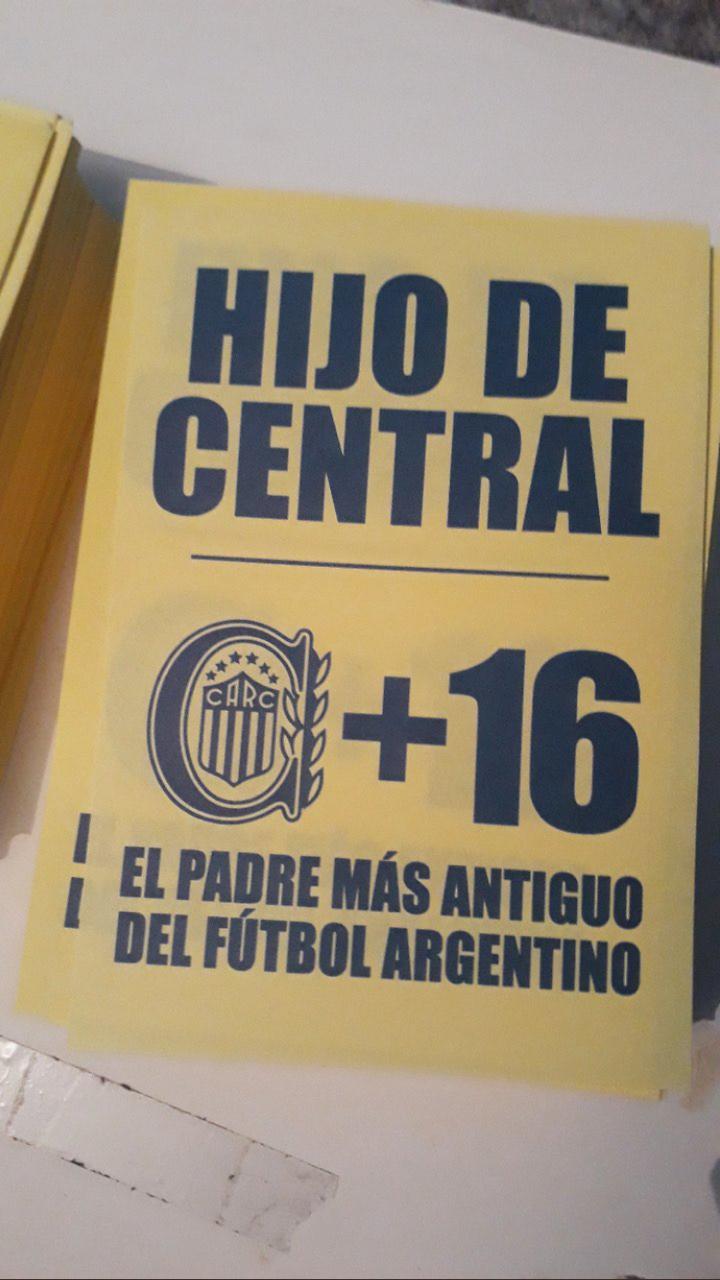 HIJO DE
CENTRAL
CARC
+16
EL PADRE MÁS ANTIGUO
DEL FÚTBOL ARGENTINO